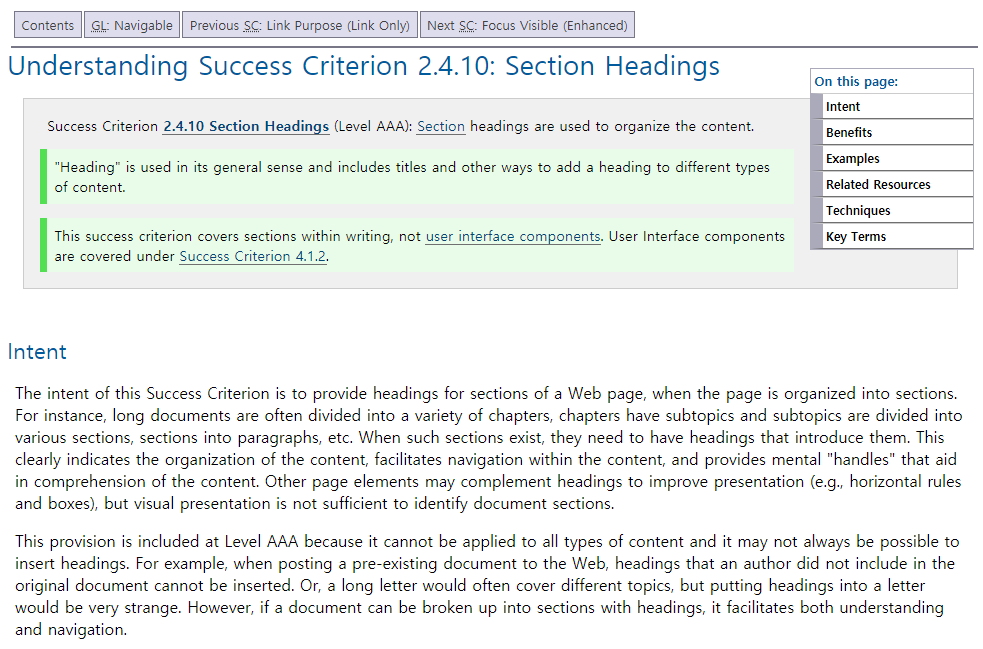 Contents GL: Navigable Previous SC: Link Purpose (Link Only) Next SC: Focus Visible (Enhanced)
Understanding Success Criterion 2.4.10: Section Headings
On this page:
Intent
Benefits
Examples
Related Resources
Techniques
Key Terms
Success Criterion 2.4.10 Section Headings (Level AAA): Section headings are used to organize the content.
"Heading" is used in its general sense and includes titles and other ways to add a heading to different types
of content.
This success criterion covers sections within writing, not user interface components. User Interface components
are covered under Success Criterion 4.1.2.
Intent
The intent of this Success Criterion is to provide headings for sections of a Web page, when the page is organized into sections.
For instance, long documents are often divided into a variety of chapters, chapters have subtopics and subtopics are divided into
various sections, sections into paragraphs, etc. When such sections exist, they need to have headings that introduce them. This
clearly indicates the organization of the content, facilitates navigation within the content, and provides mental "handles" that aid
in comprehension of the content. Other page elements may complement headings to improve presentation (e.g., horizontal rules
and boxes), but visual presentation is not sufficient to identify document sections.
This provision is included at Level AAA because it cannot be applied to all types of content and it may not always be possible to
insert headings. For example, when posting a pre-existing document to the Web, headings that an author did not include in the
original document cannot be inserted. Or, a long letter would often cover different topics, but putting headings into a letter
would be very strange. However, if a document can be broken up into sections with headings, it facilitates both understanding
and navigation.